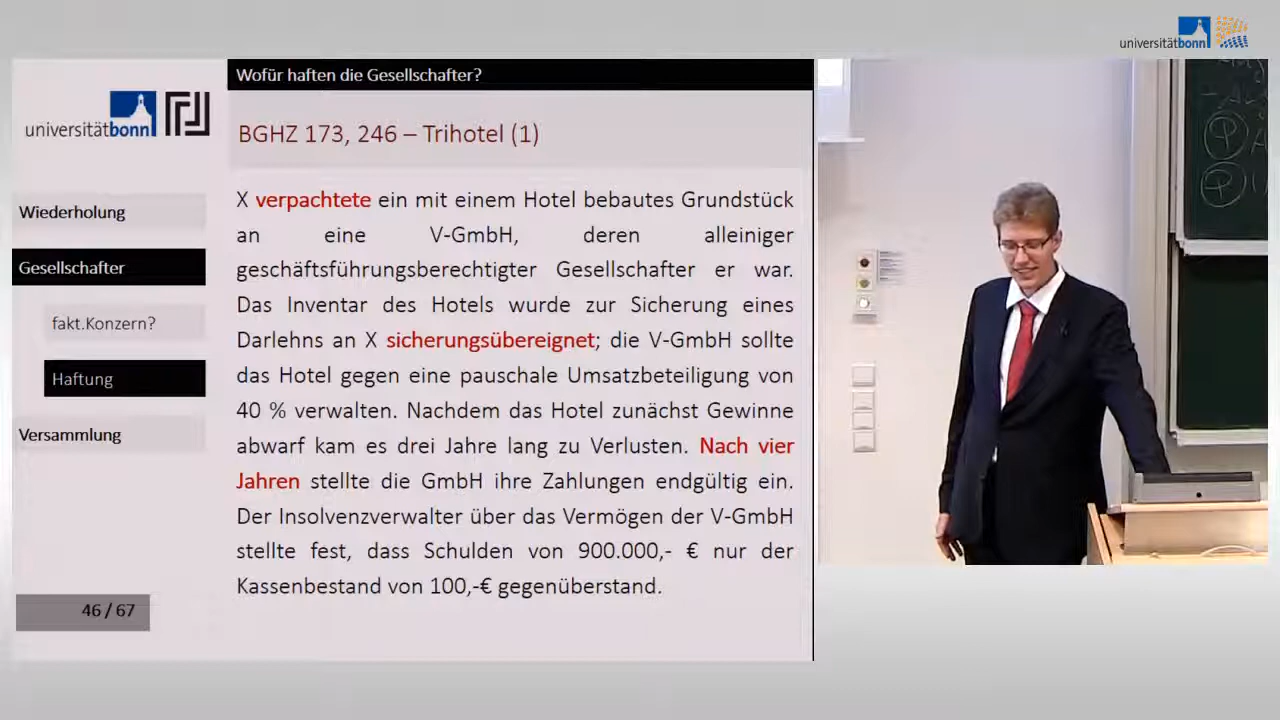 universitätbonn
Wofür haften die Gesellschafter?
universitätbonn
BGHZ 173, 246 – Trihotel (1)
X verpachtete ein mit einem Hotel bebautes Grundstück
an eine V-GmbH, deren alleiniger
geschäftsführungsberechtigter Gesellschafter er war.
Das Inventar des Hotels wurde zur Sicherung eines
Darlehns an X sicherungsübereignet; die V-GmbH sollte
das Hotel gegen eine pauschale Umsatzbeteiligung von
40 % verwalten. Nachdem das Hotel zunächst Gewinne
abwarf kam es drei Jahre lang zu Verlusten. Nach vier
Jahren stellte die GmbH ihre Zahlungen endgültig ein.
Der Insolvenzverwalter über das Vermögen der V-GmbH
stellte fest, dass Schulden von 900.000,- € nur der
Kassenbestand von 100,-€ gegenüberstand.
Wiederholung
Gesellschafter
fakt.Konzern?
Haftung
Versammlung
46 / 67